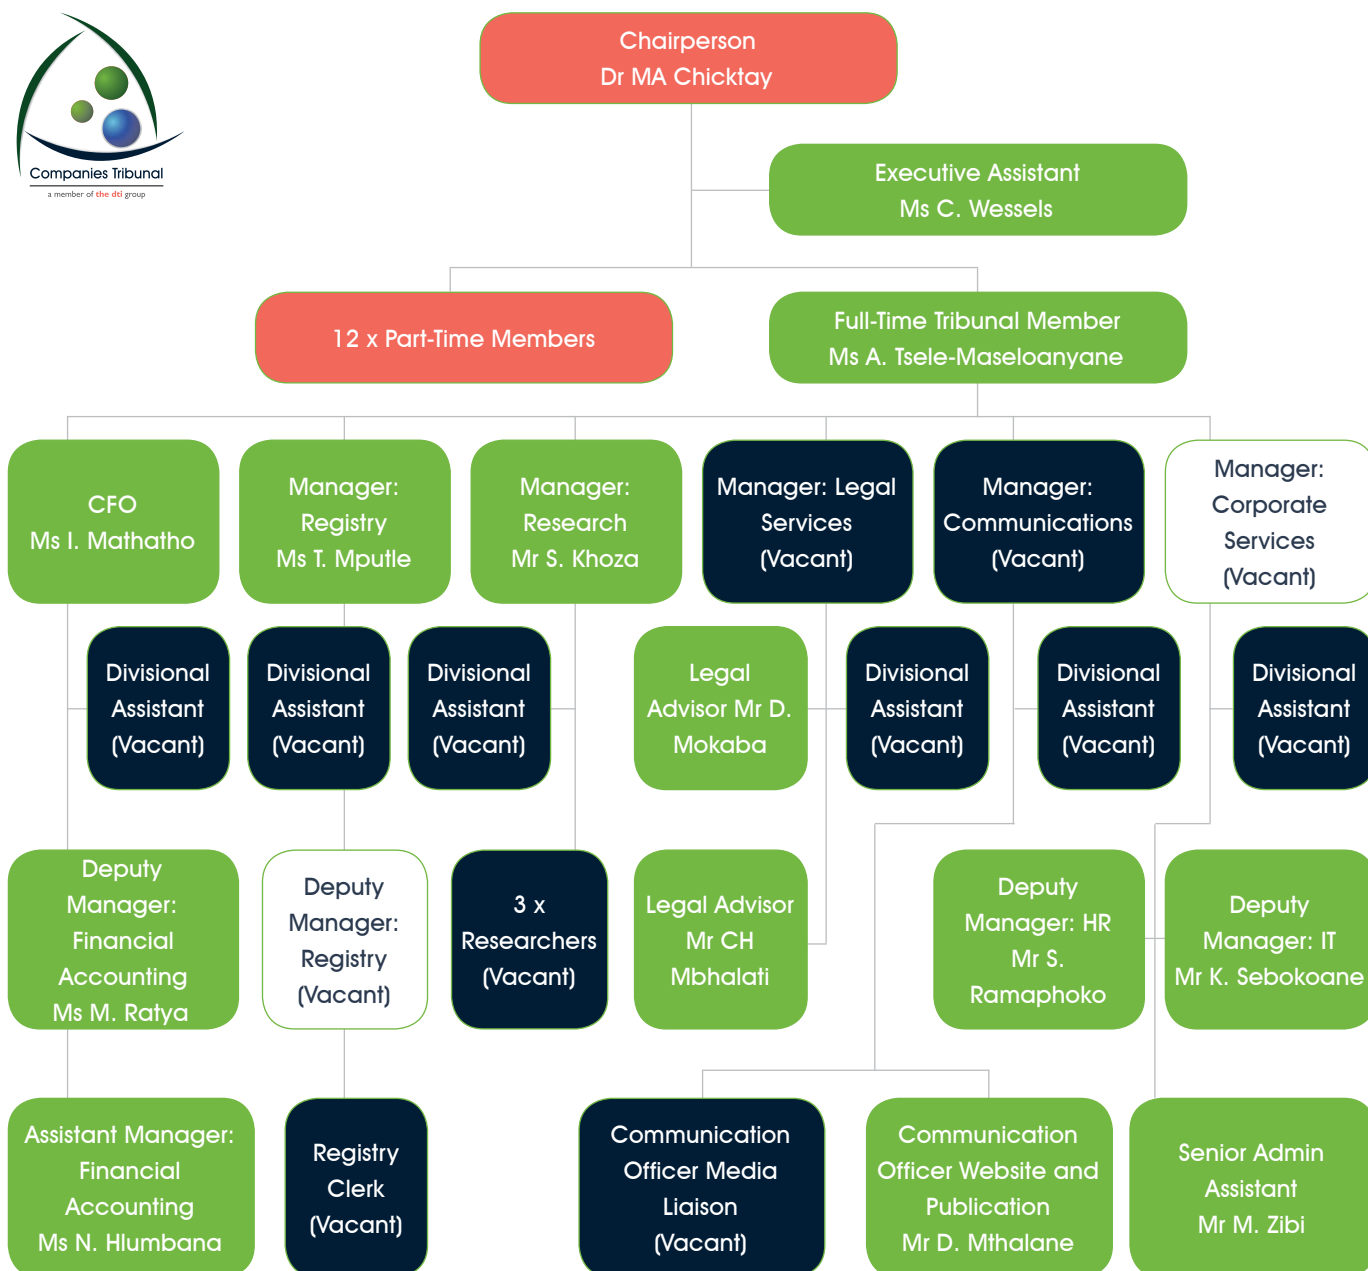 Chairperson
Dr MA Chicktay
Companies Tribunal
a member of the dti group
Executive Assistant
Ms C. Wessels
12 x Part-Time Members
Full-Time Tribunal Member
Ms A. Tsele-Maseloanyane
CFO
Ms I. Mathatho
Manager:
Registry
Ms T. Mputle
Manager:
Research
Mr S. Khoza
Manager: Legal
Services
(Vacant)
Manager:
Communications
(Vacant)
Manager:
Corporate
Services
(Vacant)
Divisional
Assistant
(Vacant)
Divisional
Assistant
(Vacant)
Divisional
Assistant
(Vacant)
Legal
Advisor Mr D.
Mokaba
Divisional
Assistant
(Vacant)
Divisional
Assistant
(Vacant)
Divisional
Assistant
(Vacant)
Deputy
Manager:
Financial
Accounting
Ms M. Ratya
Deputy
Manager:
Registry
(Vacant)
3 x
Researchers
(Vacant)
Legal Advisor
Mr CH
Mbhalati
Deputy
Manager: HR
Mr S.
Ramaphoko
Deputy
Manager: IT
Mr K. Sebokoane
Assistant Manager:
Financial
Accounting
Ms N. Hlumbana
Registry
Clerk
(Vacant)
Communication
Officer Media
Liaison
(Vacant)
Communication
Officer Website and
Publication
Mr D. Mthalane
Senior Admin
Assistant
Mr M. Zibi